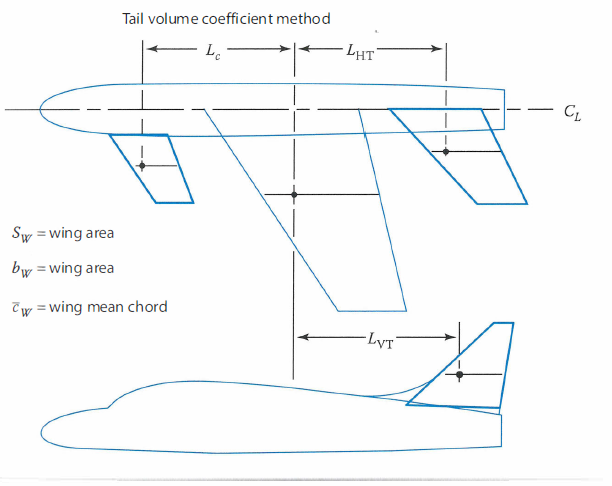 Tail volume coefficient method
L_c
L_HT
C_L
S_W = wing area
b_W = wing area
c̅_W = wing mean chord
L_VT